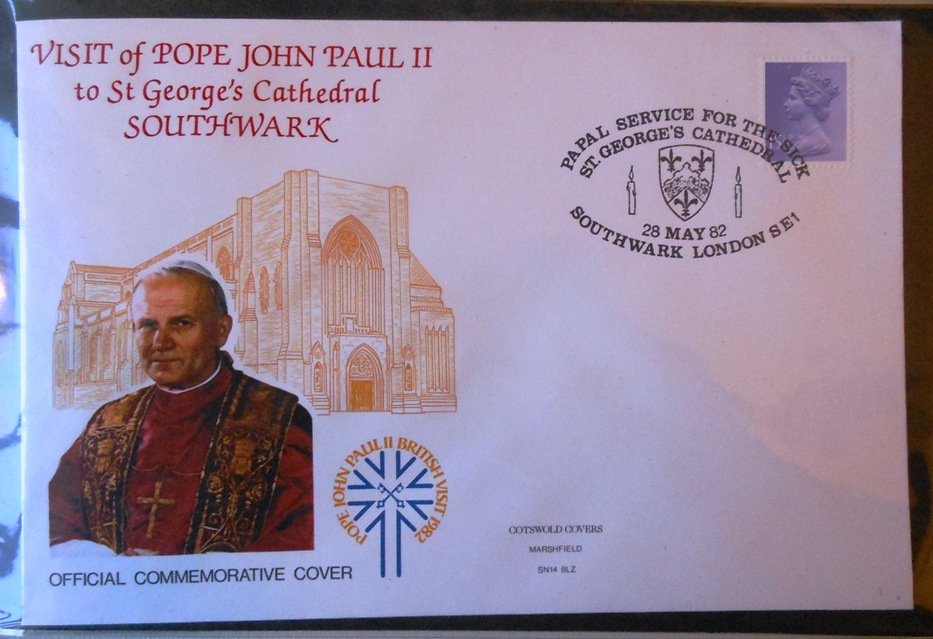 VISIT of POPE JOHN PAUL II
to St George's Cathedral
SOUTHWARK
PAPAL SERVICE FOR THE SICK
ST. GEORGE'S CATHEDRAL
28 MAY 82
SOUTHWARK LONDON SE1
POPE JOHN PAUL II BRITISH VISIT 1982
OFFICIAL COMMEMORATIVE COVER
COTSWOLD COVERS
MARSHFIELD
SN14 8LZ